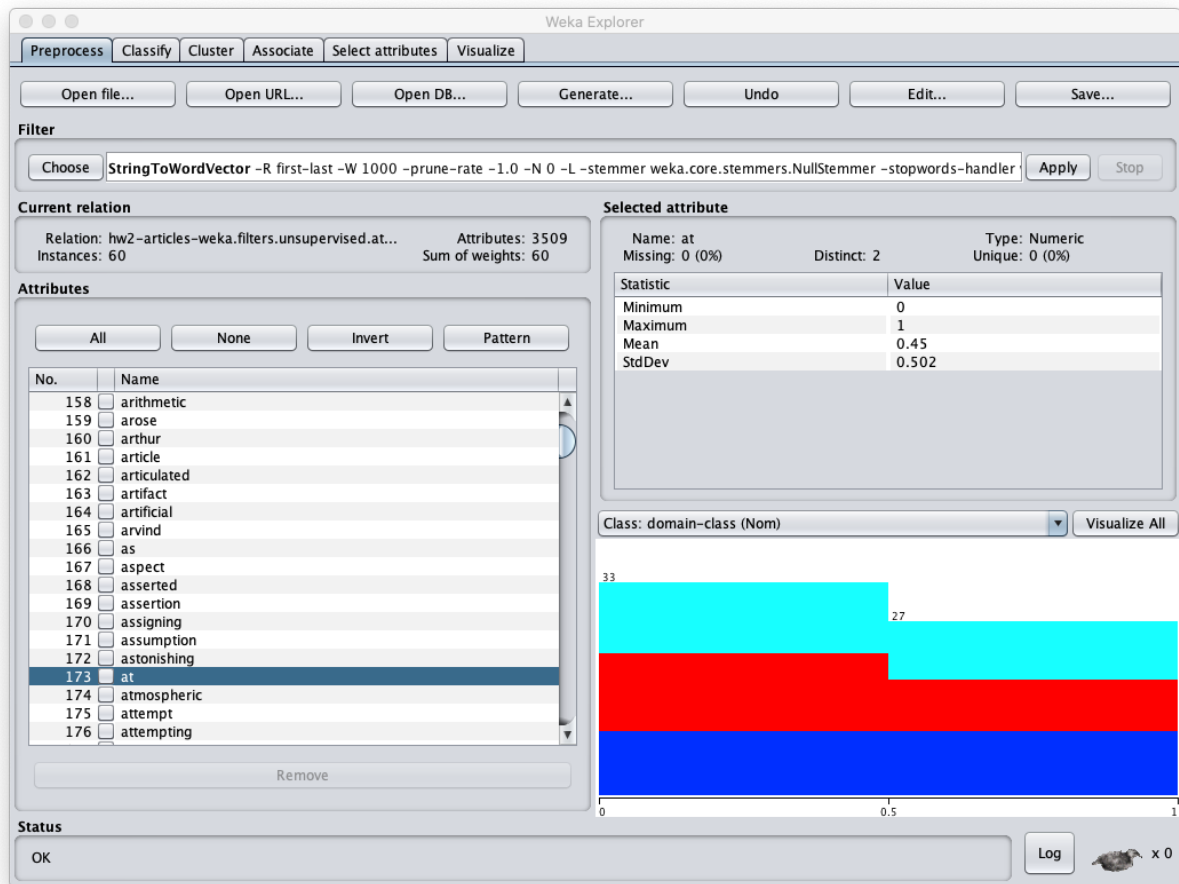 Weka Explorer
Preprocess Classify Cluster Associate Select attributes Visualize
Open file... Open URL... Open DB... Generate... Undo Edit... Save...
Filter
Choose StringToWordVector -R first-last -W 1000 -prune-rate -1.0 -N 0 -L -stemmer weka.core.stemmers.NullStemmer -stopwords-handler Apply Stop
Current relation
Relation: hw2-articles-weka.filters.unsupervised.at... Attributes: 3509
Instances: 60 Sum of weights: 60
Attributes
All None Invert Pattern
No. Name
158 arithmetic
159 arose
160 arthur
161 article
162 articulated
163 artifact
164 artificial
165 arvind
166 as
167 aspect
168 asserted
169 assertion
170 assigning
171 assumption
172 astonishing
173 at
174 atmospheric
175 attempt
176 attempting
Remove
Selected attribute
Name: at Type: Numeric
Missing: 0 (0%) Distinct: 2 Unique: 0 (0%)
Statistic Value
Minimum 0
Maximum 1
Mean 0.45
StdDev 0.502
Class: domain-class (Nom) Visualize All
33
27
0 0.5 1
Status
OK
Log x 0